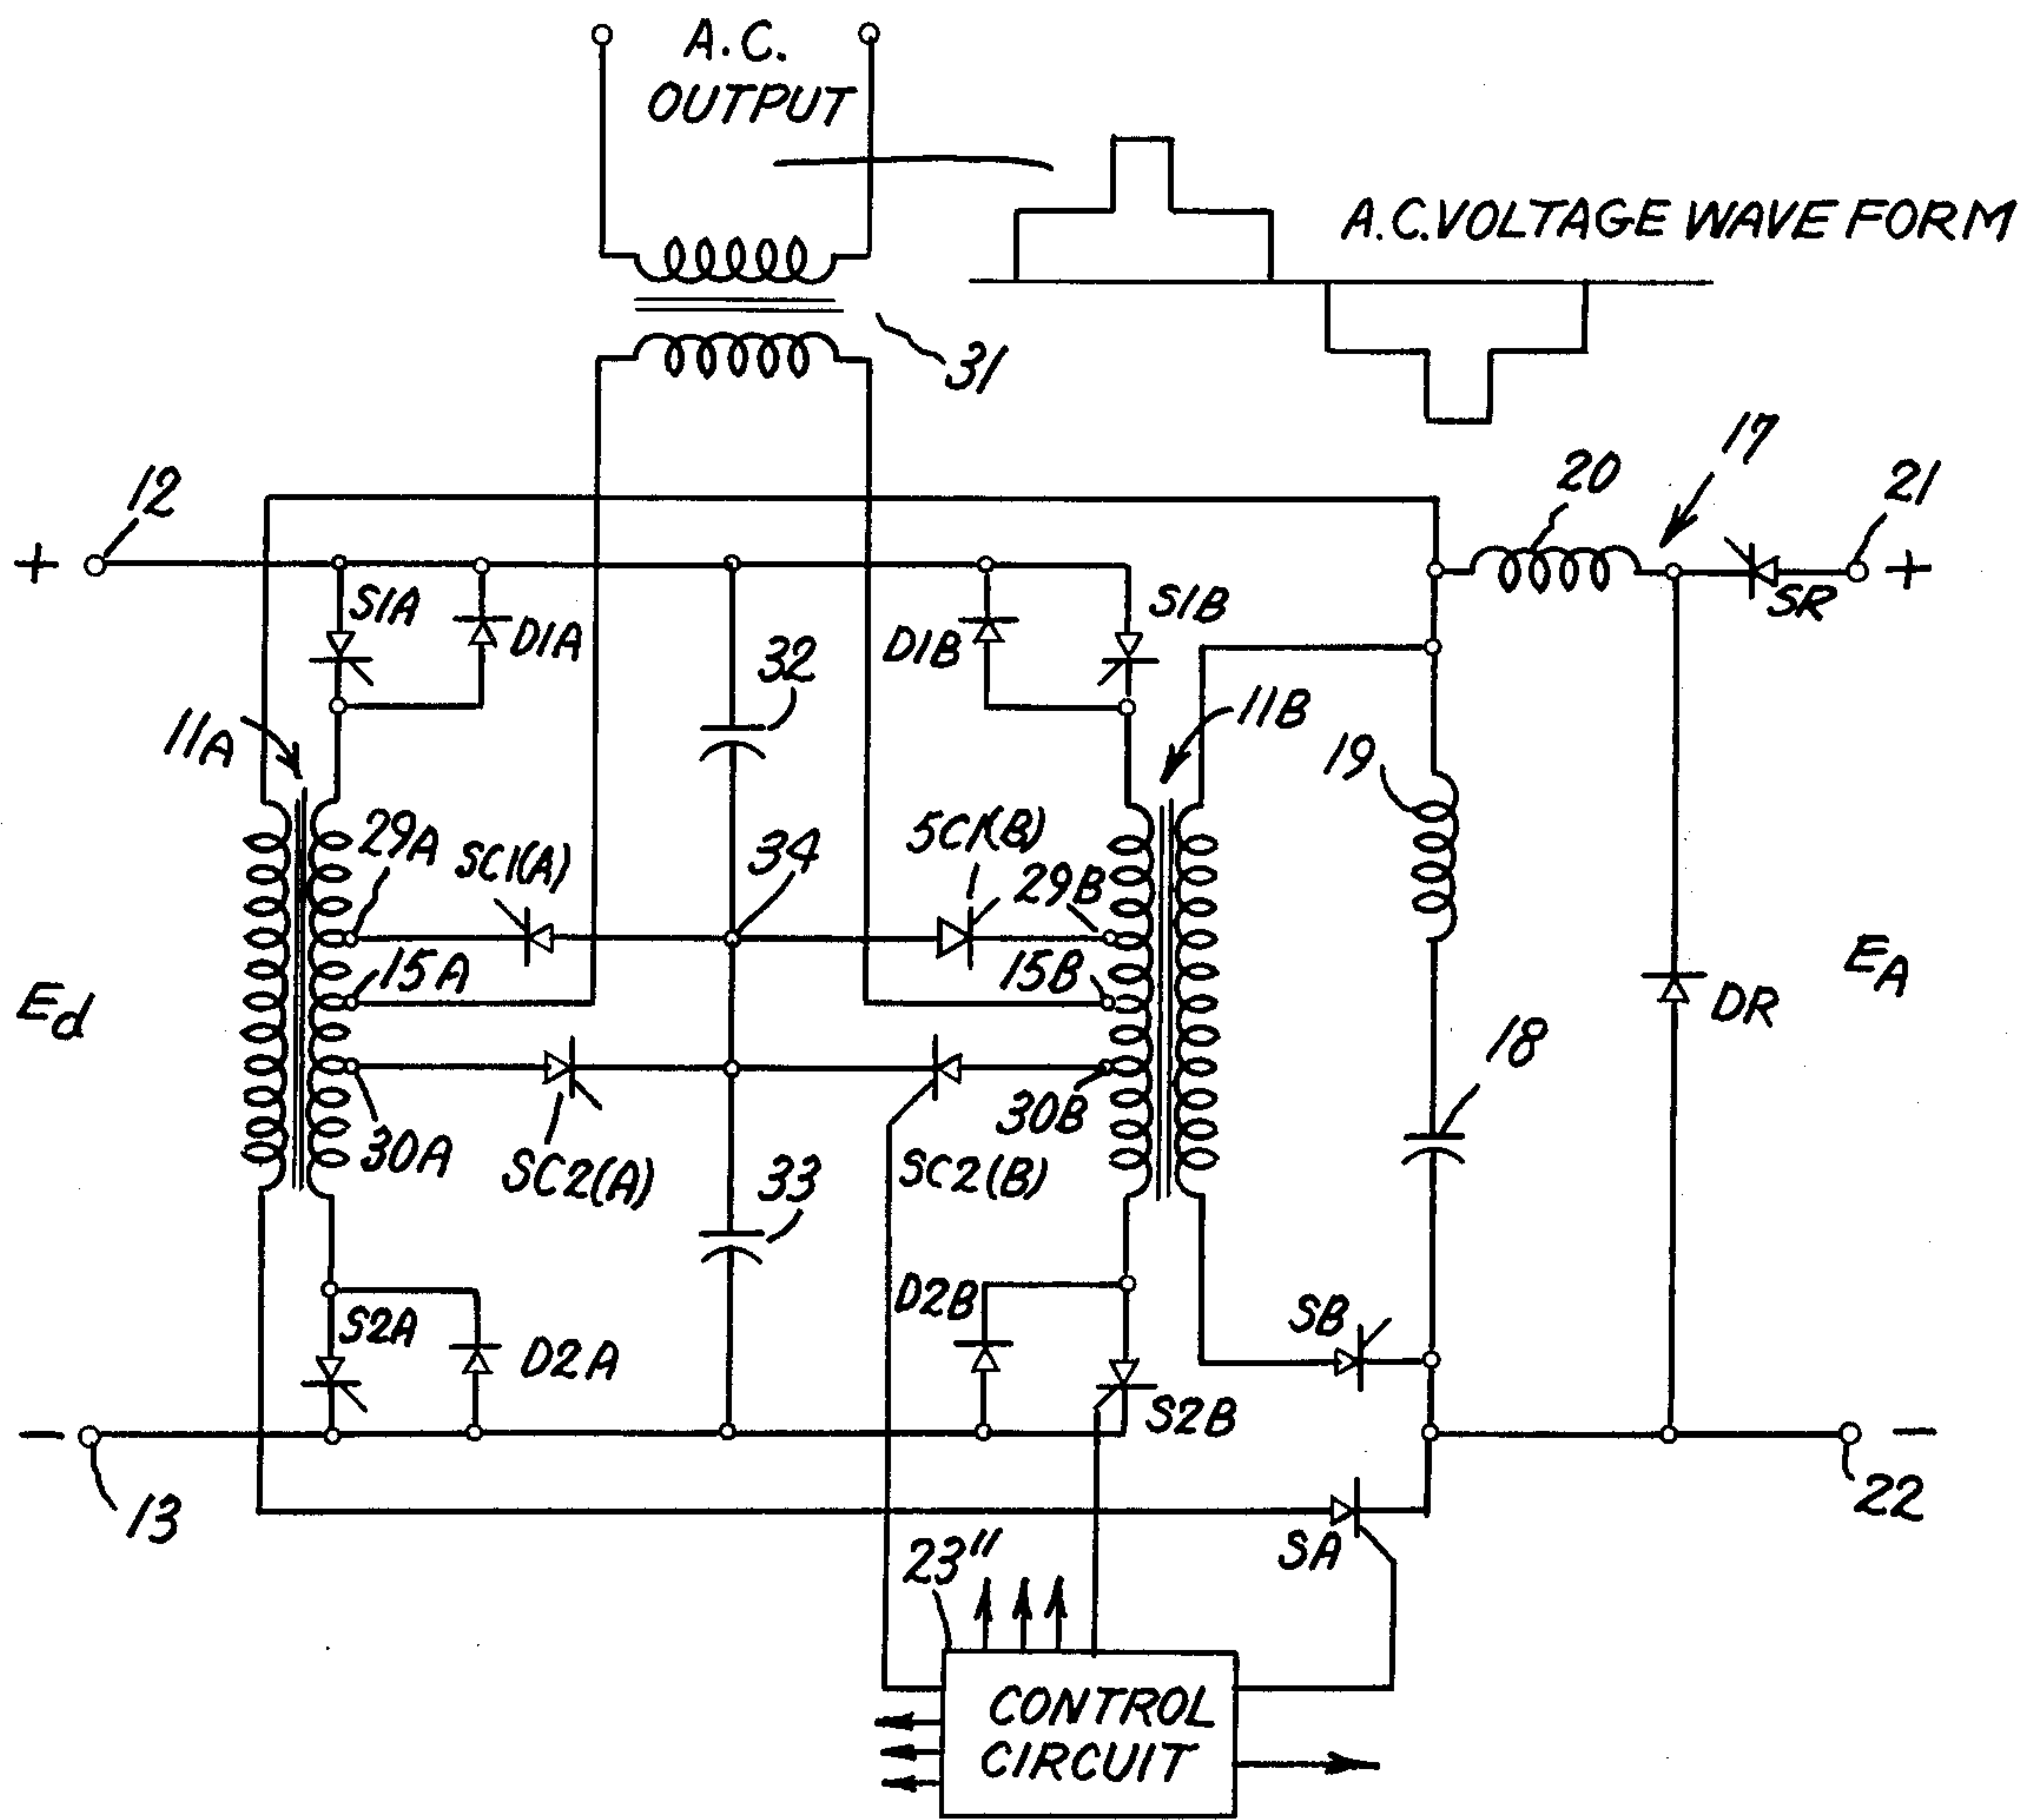 A.C.
OUTPUT
A.C. VOLTAGE WAVE FORM
31
17
20
21
12
+
+
S1A
D1A
D1B
S1B
SR
32
11A
11B
19
29A
SC1(A)
34
SC1(B)
29B
15A
15B
Ed
EA
DR
18
30A
SC2(A)
33
SC2(B)
30B
S2A
D2A
D2B
SB
S2B
-
-
13
22
SA
23"
CONTROL
CIRCUIT